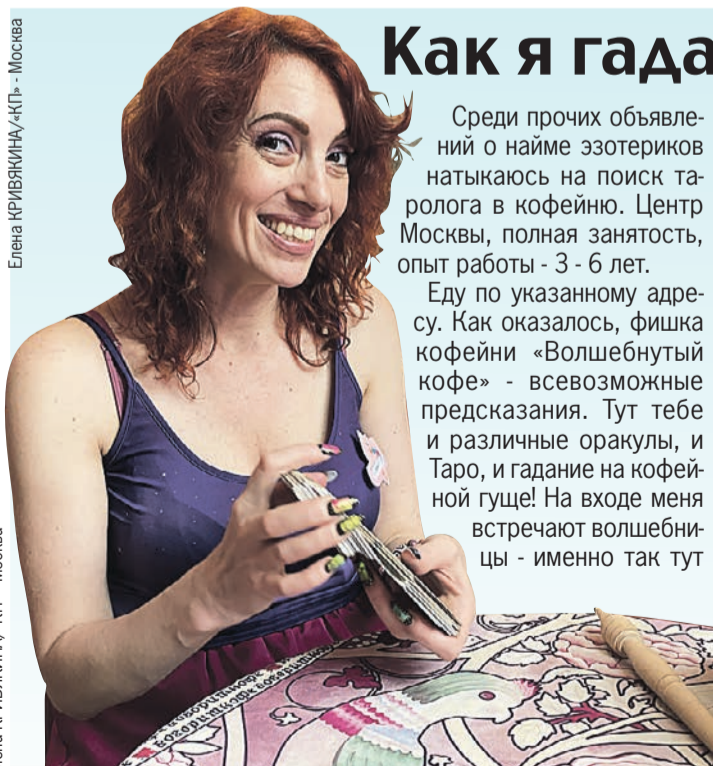 Елена КРИВЯКИНА/«КП» - Москва
Как я гада
Среди прочих объявле-
ний о найме эзотериков
натыкаюсь на поиск та-
ролога в кофейню. Центр
Москвы, полная занятость,
опыт работы - 3 - 6 лет.
Еду по указанному адре-
су. Как оказалось, фишка
кофейни «Волшебнутый
кофе» - всевозможные
предсказания. Тут тебе
и различные оракулы, и
Таро, и гадание на кофей-
ной гуще! На входе меня
встречают волшебни-
цы - именно так тут